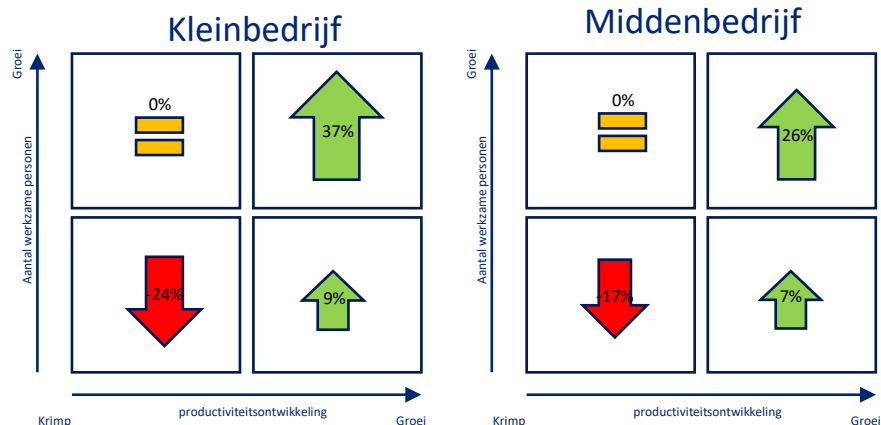 Kleinbedrijf
Groei
Aantal werkzame personen
0%
37%
-24%
9%
productiviteitsontwikkeling
Krimp
Groei
Middenbedrijf
Groei
Aantal werkzame personen
0%
26%
-17%
7%
productiviteitsontwikkeling
Krimp
Groei